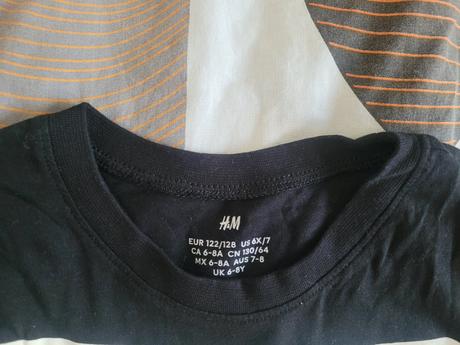 H&M
EUR 122/128 US 6X/7
CA 6-8A CN 130/64
MX 6-8A AUS 7-8
UK 6-8Y